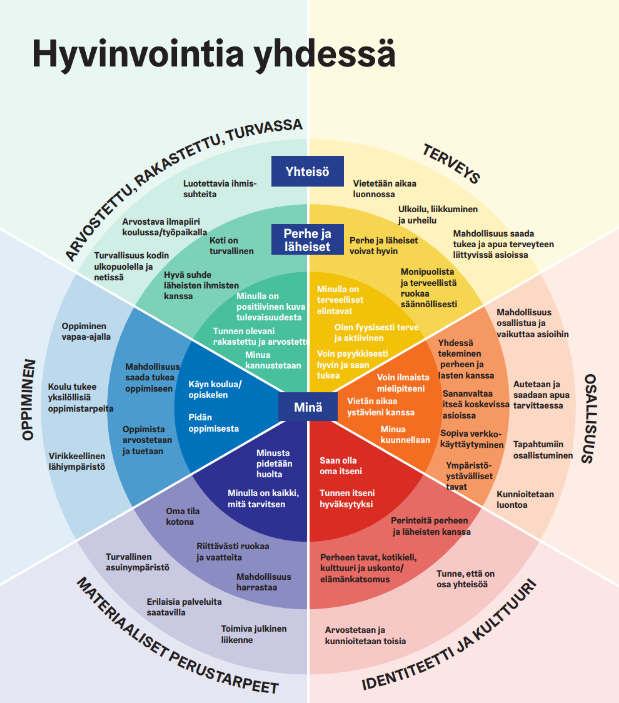 Hyvinvointia yhdessä
ARVOSTETTU, RAKASTETTU, TURVASSA
Yhteisö
Luotettavia ihmis-
suhteita
Arvostava ilmapiiri
koulussa/työpaikalla
Turvallisuus kodin
ulkopuolella ja
netissä
Perhe ja
läheiset
Koti on
turvallinen
Hyvä suhde
läheisten ihmisten
kanssa
Minulla on
positiivinen kuva
tulevaisuudesta
Tunnen olevani
rakastettu ja arvostettu
Minua
kannustetaan
TERVEYS
Vietetään aikaa
luonnossa
Ulkoilu, liikkuminen
ja urheilu
Mahdollisuus saada
tukea ja apua terveyteen
liittyvissä asioissa
Perhe ja läheiset
voivat hyvin
Monipuolista
ja terveellistä
ruokaa
säännöllisesti
Minulla on
terveelliset
elintavat
Olen fyysisesti terve
ja aktiivinen
Voin psyykkisesti
hyvin ja saan
tukea
OPPIMINEN
Oppiminen
vapaa-ajalla
Koulu tukee
yksilöllisiä
oppimistarpeita
Virikkeellinen
lähiympäristö
Mahdollisuus
saada tukea
oppimiseen
Oppimista
arvostetaan
ja tuetaan
Käyn koulua/
opiskelen
Pidän
oppimisesta
Minä
OSALLISUUS
Mahdollisuus
osallistua ja
vaikuttaa asioihin
Autetaan ja
saadaan apua
tarvittaessa
Tapahtumiin
osallistuminen
Kunnioitetaan
luontoa
Yhdessä
tekeminen
perheen ja
lasten kanssa
Sananvaltaa
itseä koskevissa
asioissa
Sopiva verkko-
käyttäytyminen
Ympäristö-
ystävälliset
tavat
Voin ilmaista
mielipiteeni
Vietän aikaa
ystävieni kanssa
Minua
kuunnellaan
Minusta
pidetään
huolta
Minulla on kaikki,
mitä tarvitsen
Oma tila
kotona
Riittävästi ruokaa
ja vaatteita
Mahdollisuus
harrastaa
Turvallinen
asuinympäristö
Erilaisia palveluita
saatavilla
Toimiva julkinen
liikenne
MATERIAALISET PERUSTARPEET
Saan olla
oma itseni
Tunnen itseni
hyväksytyksi
Perinteitä perheen
ja läheisten kanssa
Perheen tavat, kotikieli,
kulttuuri ja uskonto/
elämänkatsomus
Tunne, että on
osa yhteisöä
Arvostetaan ja
kunnioitetaan toisia
IDENTITEETTI JA KULTTUURI